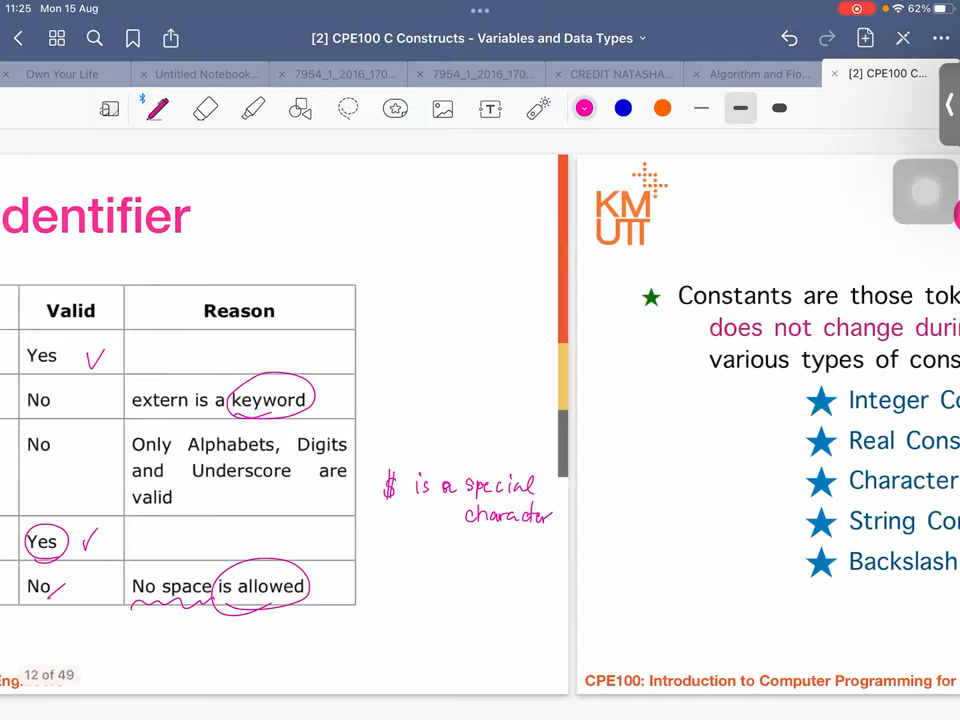 11:25 Mon 15 Aug
62%
[2] CPE100 C Constructs - Variables and Data Types
Own Your Life
Untitled Notebook...
7954_1_2016_170...
7954_1_2016_170...
CREDIT NATASHA...
Algorithm and Flo...
[2] CPE100 C...
dentifier
Valid
Reason
Yes
No
extern is a keyword
No
Only Alphabets, Digits
and Underscore are
valid
Yes
No
No space is allowed
$ is a special
character
12 of 49
KM
UTT
Constants are those tok
does not change duri
various types of cons
Integer Co
Real Cons
Character
String Con
Backslash
CPE100: Introduction to Computer Programming for